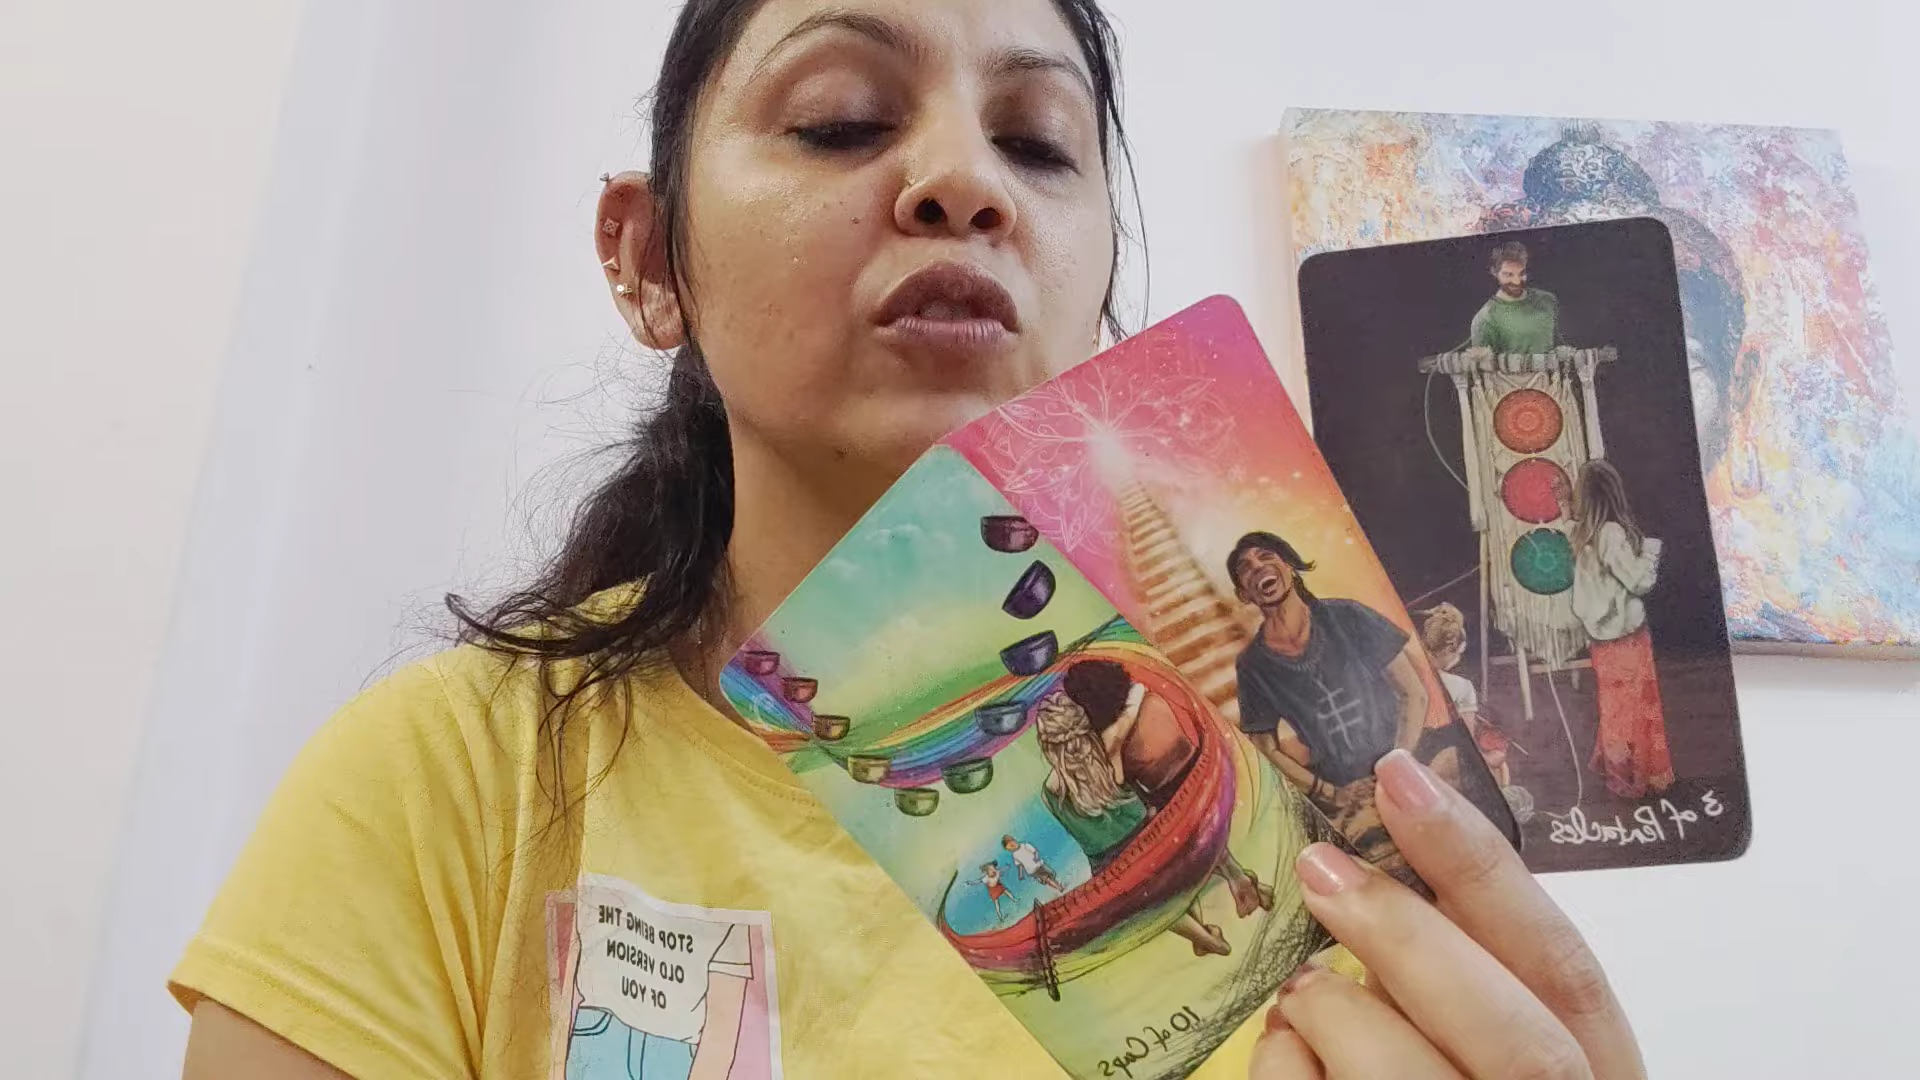 STOP BEING THE
OLD VERSION
OF YOU
10 of Cups
3 of Pentacles